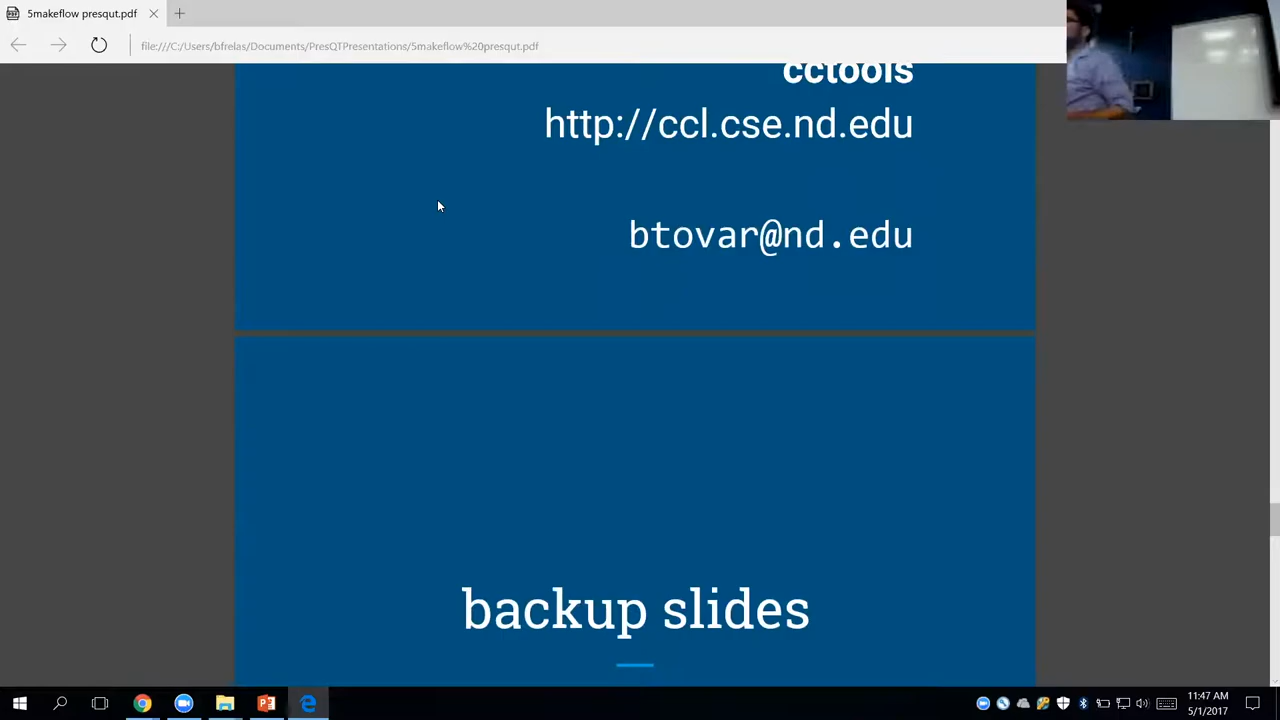 5makeflow presqut.pdf
file:///C:/Users/bfrelas/Documents/PresQTPresentations/5makeflow%20presqut.pdf
cctools
http://ccl.cse.nd.edu
btovar@nd.edu
backup slides
11:47 AM
5/1/2017